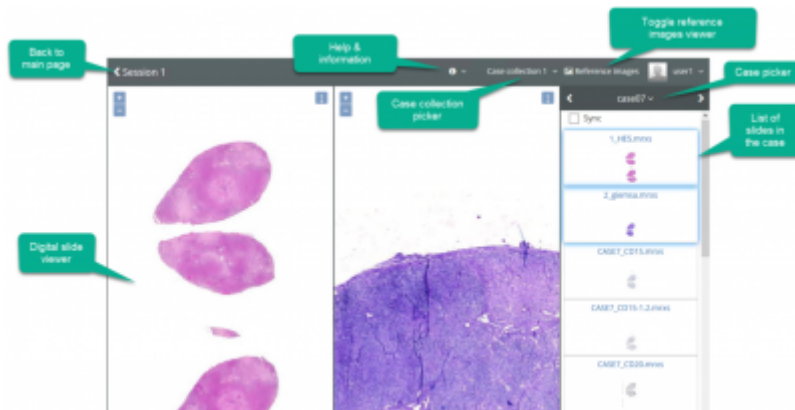 Toggle reference
images viewer
Back to
main page
Help &
information
Session 1
Case collection 1
Reference images
user1
Case picker
Case collection
picker
case07
List of
slides in
the case
Sync
1_HES.mrxs
2_giemsa.mrxs
Digital slide
viewer
CASE7_CD15.mrxs
CASE7_CD15-1.2.mrxs
CASE7_CD20.mrxs